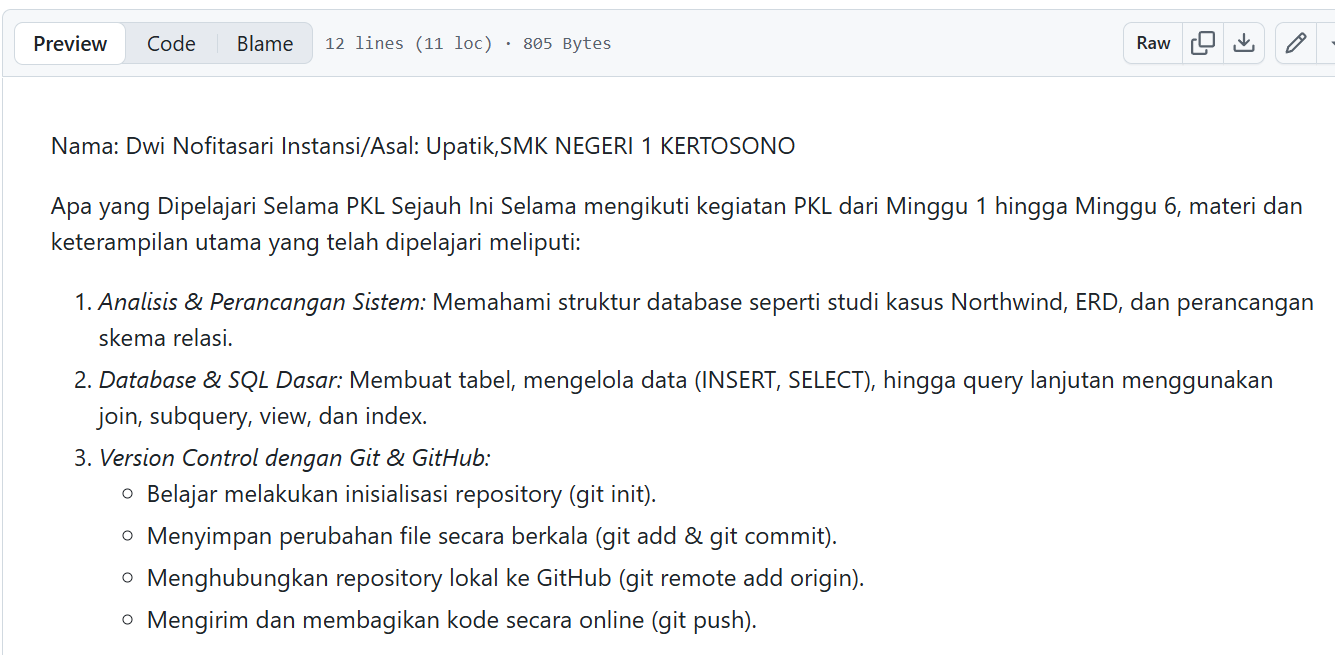 Preview Code Blame 12 lines (11 loc) · 805 Bytes Raw
Nama: Dwi Nofitasari Instansi/Asal: Upatik,SMK NEGERI 1 KERTOSONO
Apa yang Dipelajari Selama PKL Sejauh Ini Selama mengikuti kegiatan PKL dari Minggu 1 hingga Minggu 6, materi dan
keterampilan utama yang telah dipelajari meliputi:
1. Analisis & Perancangan Sistem: Memahami struktur database seperti studi kasus Northwind, ERD, dan perancangan
skema relasi.
2. Database & SQL Dasar: Membuat tabel, mengelola data (INSERT, SELECT), hingga query lanjutan menggunakan
join, subquery, view, dan index.
3. Version Control dengan Git & GitHub:
○ Belajar melakukan inisialisasi repository (git init).
○ Menyimpan perubahan file secara berkala (git add & git commit).
○ Menghubungkan repository lokal ke GitHub (git remote add origin).
○ Mengirim dan membagikan kode secara online (git push).